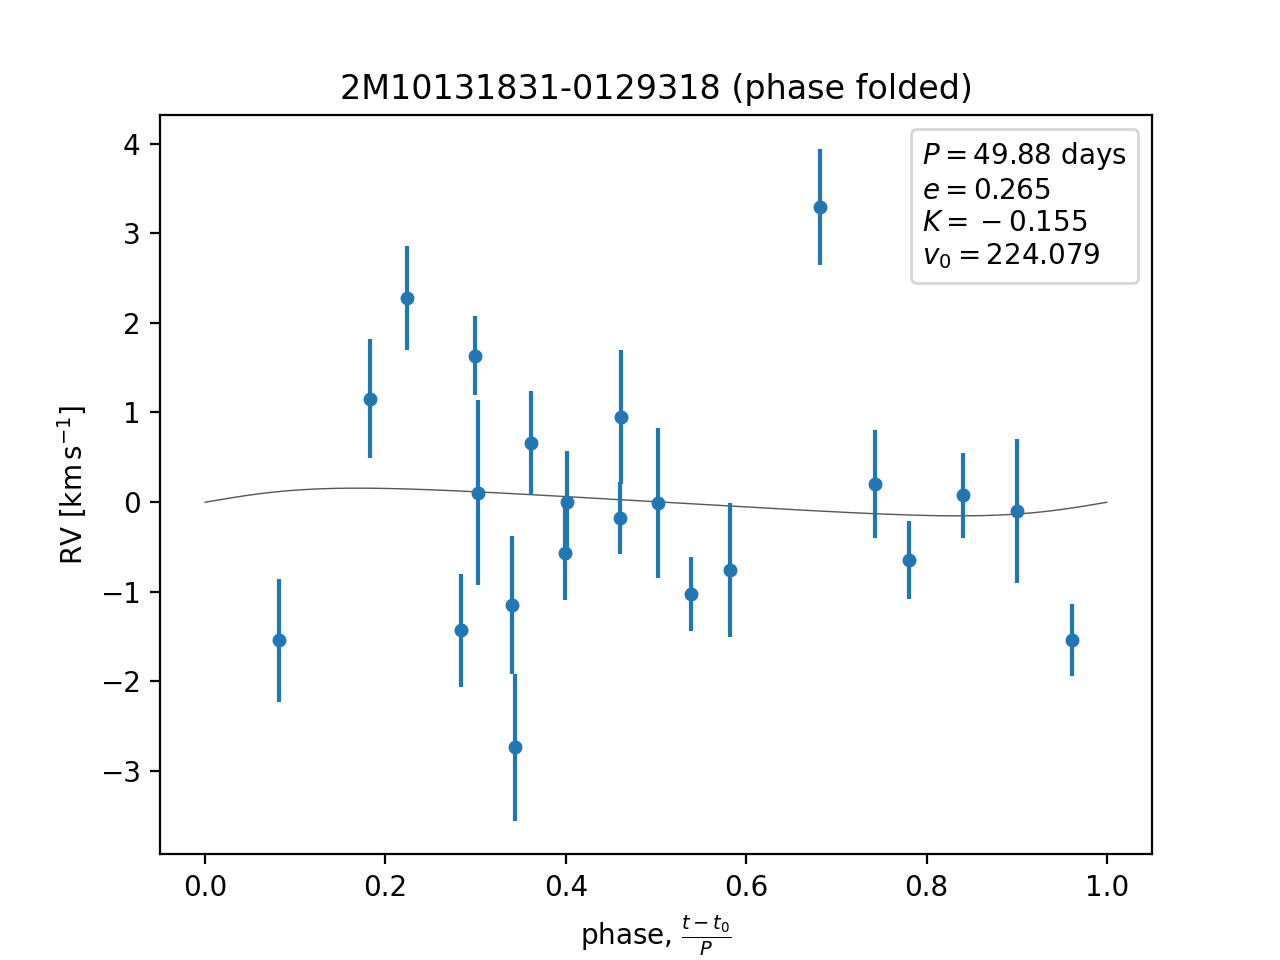 2M10131831-0129318 (phase folded)
P = 49.88 days
e = 0.265
K = −0.155
v₀ = 224.079
4
3
2
1
0
−1
−2
−3
RV [km s⁻¹]
0.0 0.2 0.4 0.6 0.8 1.0
phase, (t − t₀)/P